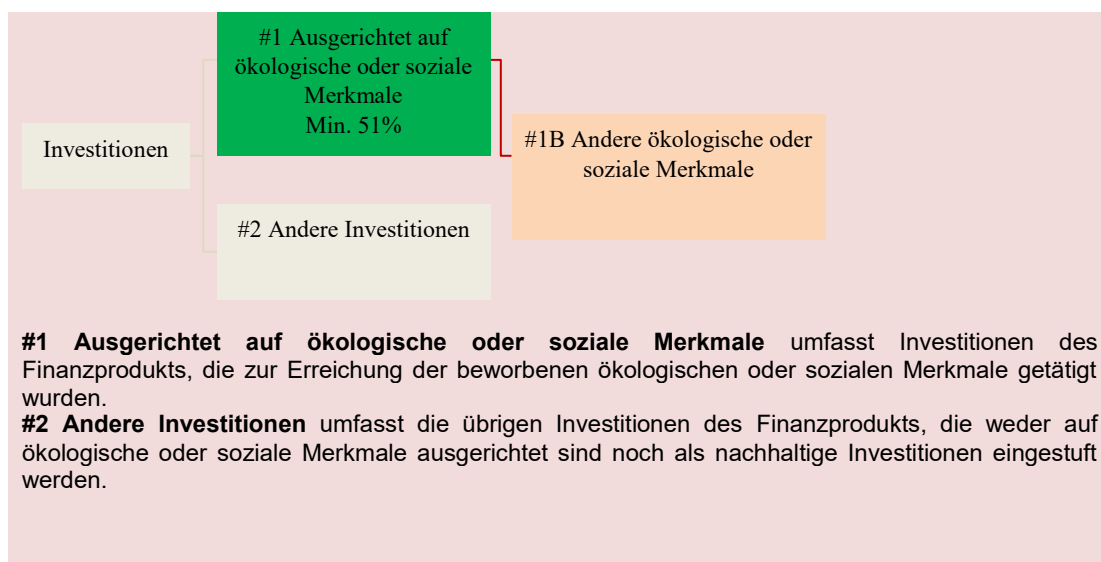 #1 Ausgerichtet auf
ökologische oder soziale
Merkmale
Min. 51%
Investitionen
#1B Andere ökologische oder
soziale Merkmale
#2 Andere Investitionen
#1 Ausgerichtet auf ökologische oder soziale Merkmale umfasst Investitionen des
Finanzprodukts, die zur Erreichung der beworbenen ökologischen oder sozialen Merkmale getätigt
wurden.
#2 Andere Investitionen umfasst die übrigen Investitionen des Finanzprodukts, die weder auf
ökologische oder soziale Merkmale ausgerichtet sind noch als nachhaltige Investitionen eingestuft
werden.